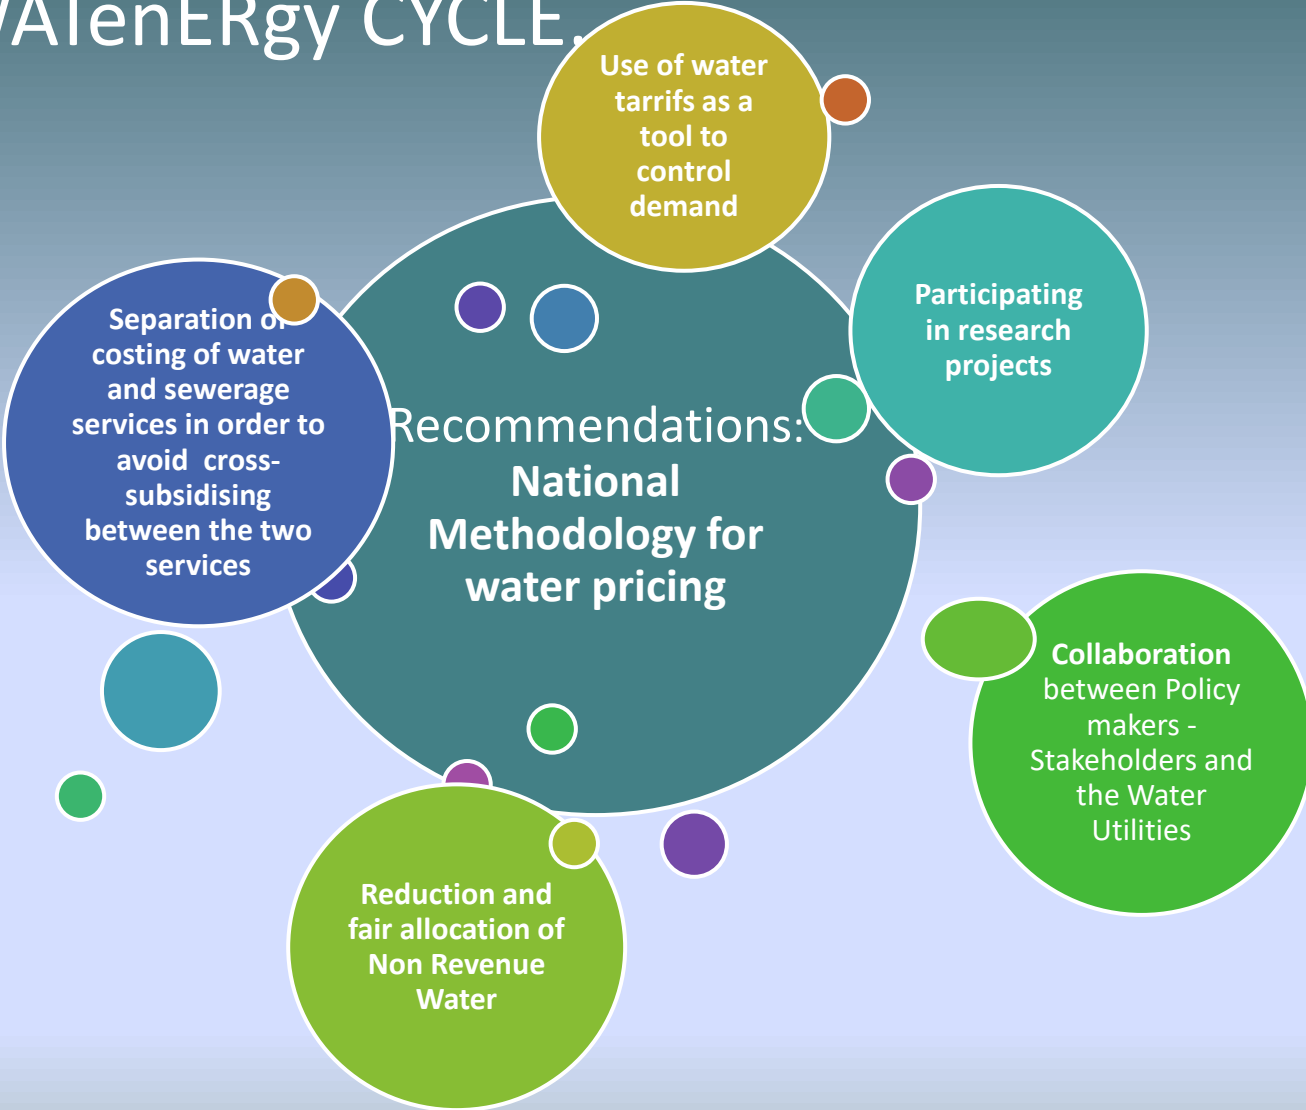 WATenERgy CYCLE.
Use of water
tarrifs as a
tool to
control
demand
Participating
in research
projects
Separation of
costing of water
and sewerage
services in order to
avoid cross-
subsidising
between the two
services
Recommendations:
National
Methodology for
water pricing
Collaboration
between Policy
makers -
Stakeholders and
the Water
Utilities
Reduction and
fair allocation of
Non Revenue
Water